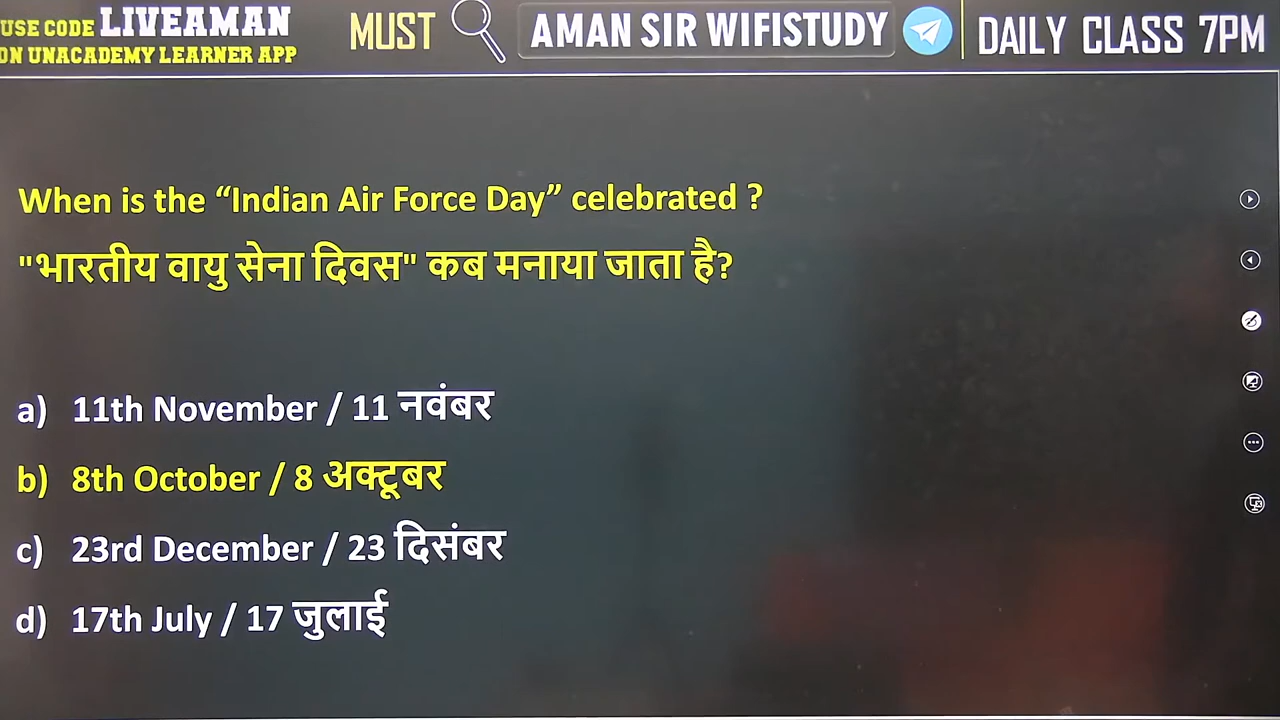 USE CODE LIVEAMAN
ON UNACADEMY LEARNER APP
MUST
AMAN SIR WIFISTUDY
DAILY CLASS 7PM
When is the “Indian Air Force Day” celebrated ?
"भारतीय वायु सेना दिवस" कब मनाया जाता है?
a) 11th November / 11 नवंबर
b) 8th October / 8 अक्टूबर
c) 23rd December / 23 दिसंबर
d) 17th July / 17 जुलाई